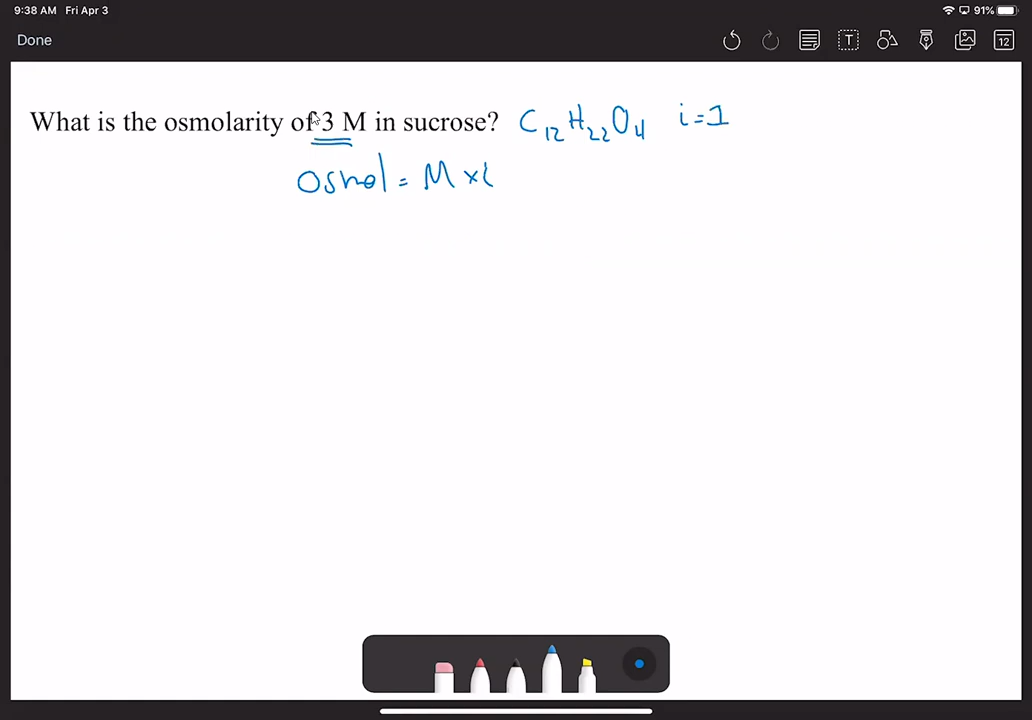 9:38 AM Fri Apr 3 91%
Done
12
What is the osmolarity of 3 M in sucrose? C₁₂H₂₂O₄ i=1
Osmol = M × i